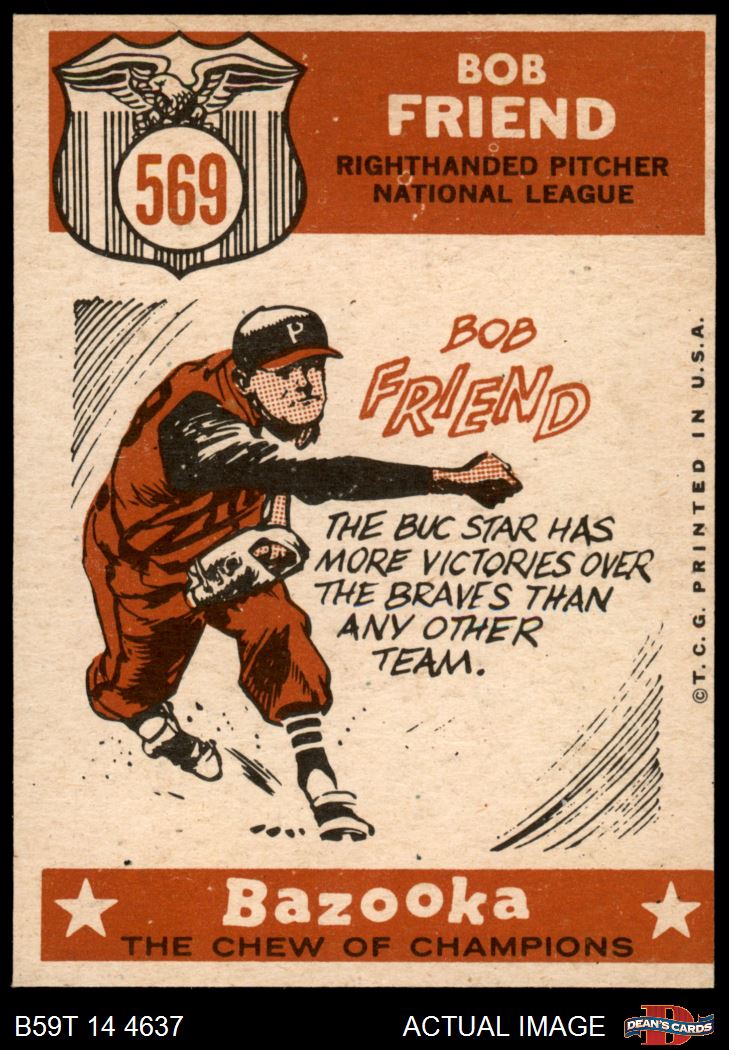 569
BOB
FRIEND
RIGHTHANDED PITCHER
NATIONAL LEAGUE
P
BOB
FRIEND
THE BUC STAR HAS
MORE VICTORIES OVER
THE BRAVES THAN
ANY OTHER
TEAM.
©T.C.G. PRINTED IN U.S.A.
Bazooka
THE CHEW OF CHAMPIONS
B59T 14 4637
ACTUAL IMAGE
D
DEAN'S CARDS